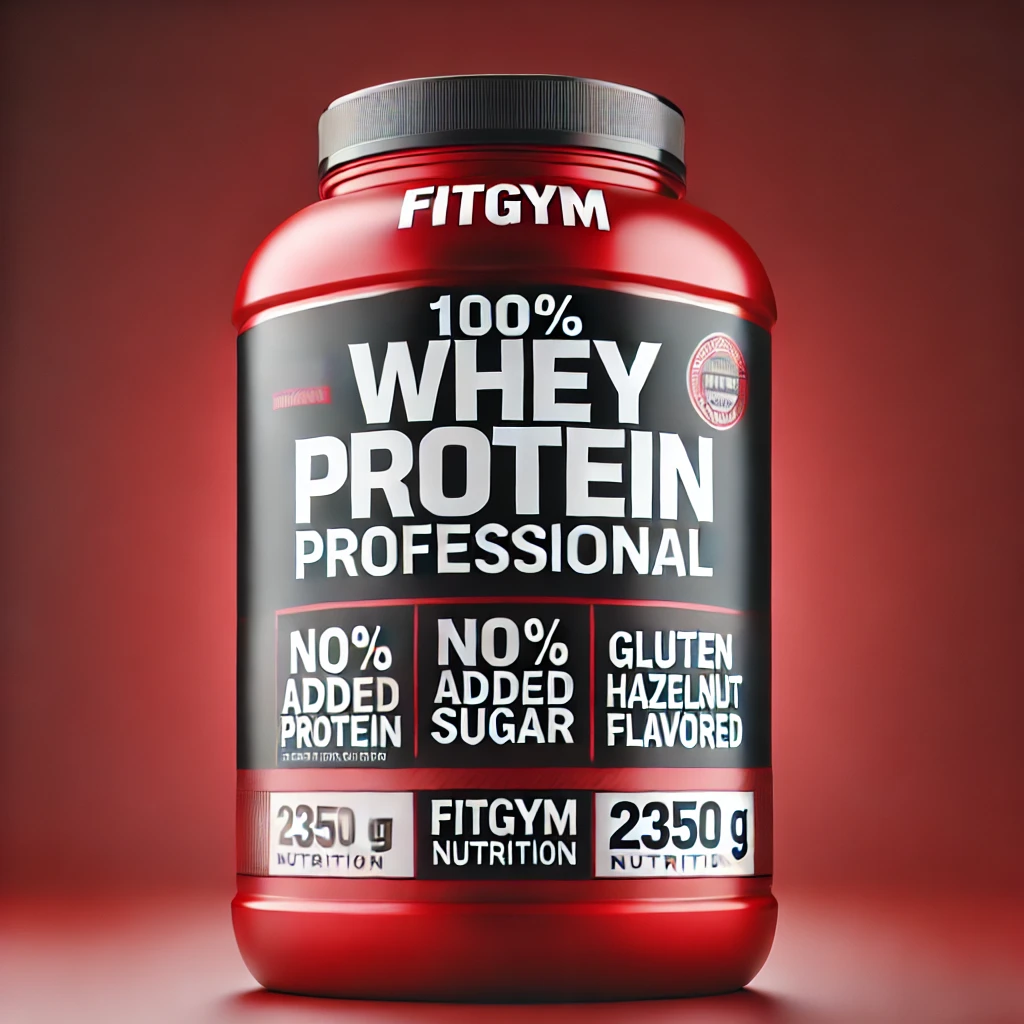 FITGYM
100%
WHEY
PROTEIN
PROFESSIONAL
NO%
ADDED
PROTEIN
NO%
ADDED
SUGAR
GLUTEN
HAZELNUT
FLAVORED
2350 g
NUTRITION
FITGYM
NUTRITION
2350 g